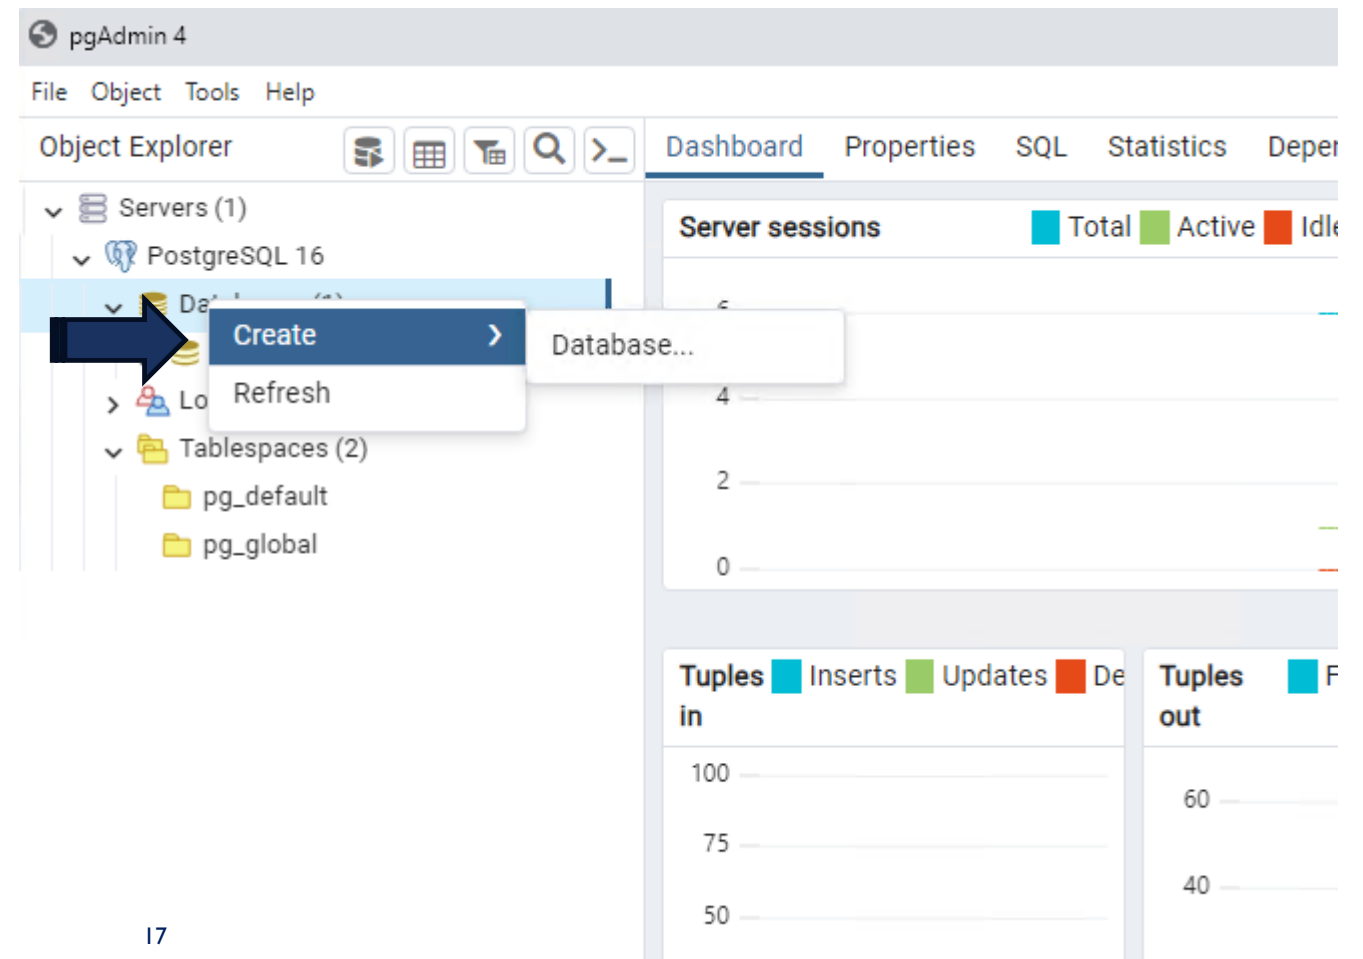 pgAdmin 4
File Object Tools Help
Object Explorer
Dashboard Properties SQL Statistics
Servers (1)
PostgreSQL 16
(1)
Create
Refresh
Database...
Tablespaces (2)
pg_default
pg_global
Server sessions Total Active
4
2
0
Tuples in Inserts Updates
100
75
50
Tuples out
60
40
17